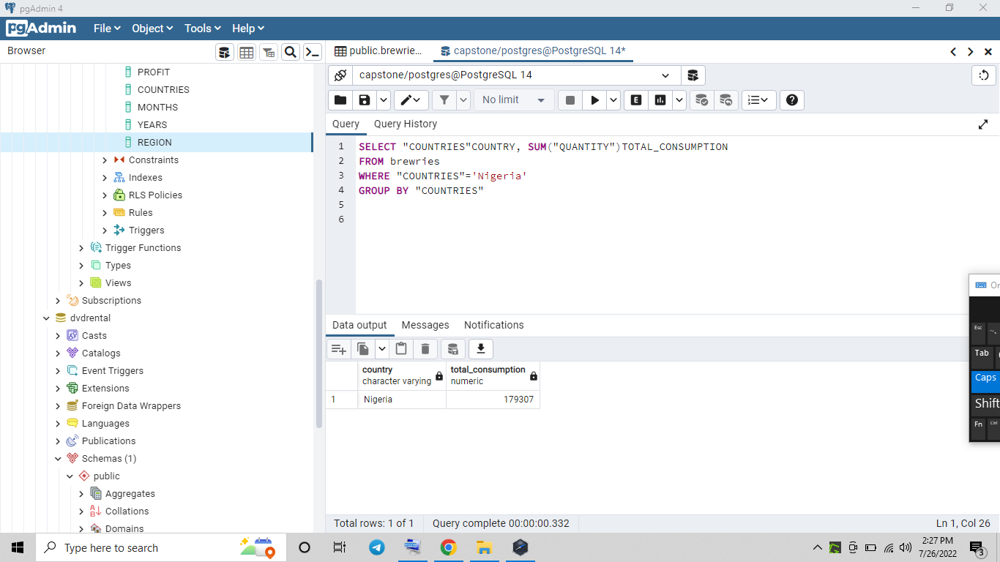 pgAdmin 4
pgAdmin
File Object Tools Help
Browser
public.brewrie...
capstone/postgres@PostgreSQL 14*
PROFIT
COUNTRIES
MONTHS
YEARS
REGION
Constraints
Indexes
RLS Policies
Rules
Triggers
Trigger Functions
Types
Views
Subscriptions
dvdrental
Casts
Catalogs
Event Triggers
Extensions
Foreign Data Wrappers
Languages
Publications
Schemas (1)
public
Aggregates
Collations
Domains
capstone/postgres@PostgreSQL 14
No limit
E
Query Query History
1 SELECT "COUNTRIES"COUNTRY, SUM("QUANTITY")TOTAL_CONSUMPTION
2 FROM brewries
3 WHERE "COUNTRIES"='Nigeria'
4 GROUP BY "COUNTRIES"
5
6
Data output Messages Notifications
country total_consumption
character varying numeric
1 Nigeria 179307
Total rows: 1 of 1 Query complete 00:00:00.332 Ln 1, Col 26
Esc
Tab
Caps
Shift
Fn Ctrl
Type here to search
2:27 PM
7/26/2022
3